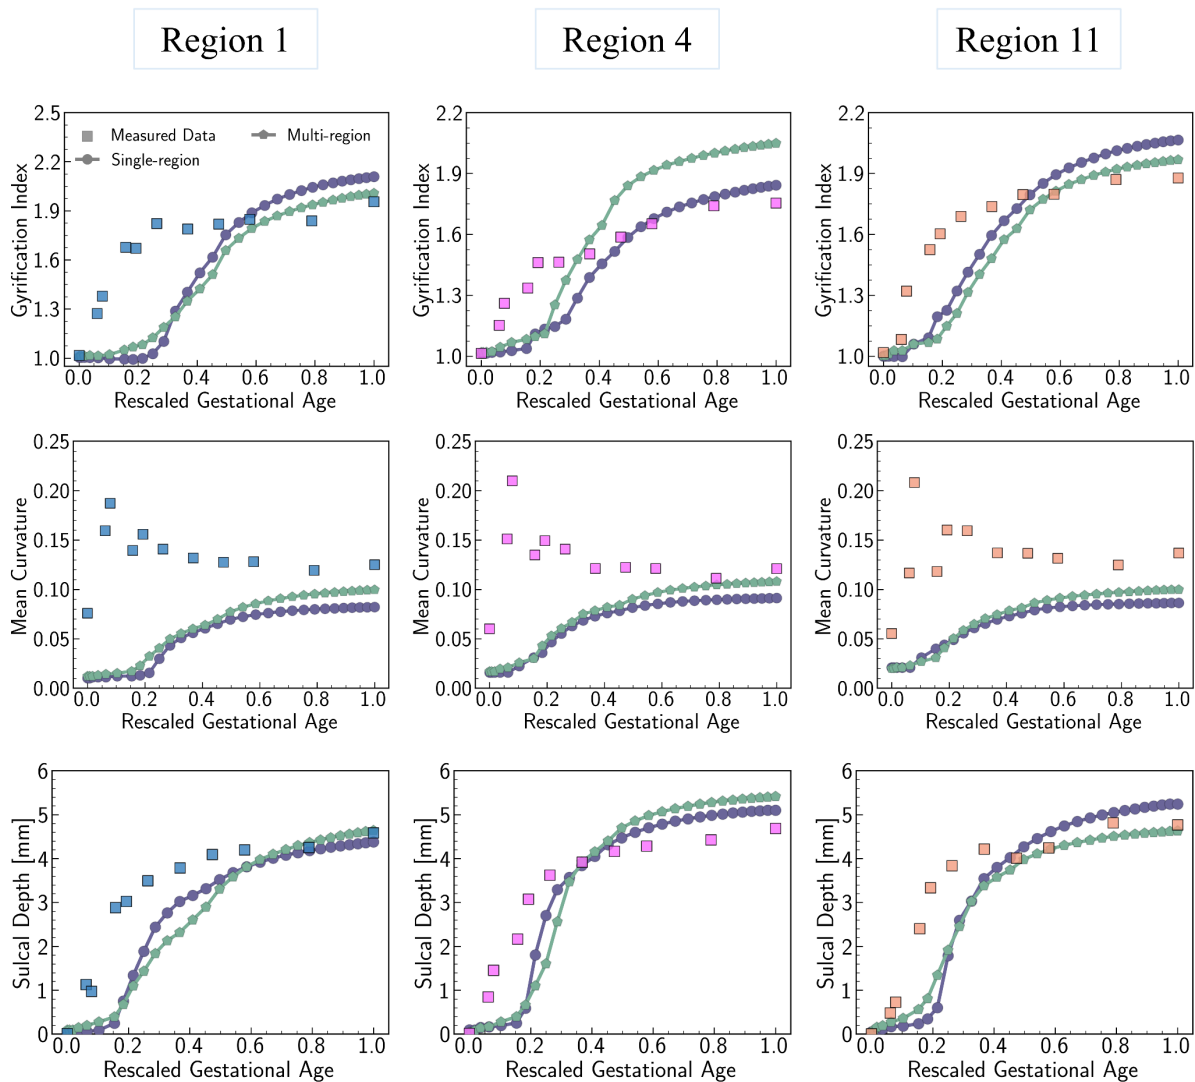 Region 1
Region 4
Region 11
Gyrification Index
2.5
2.2
1.9
1.6
1.3
1.0
Measured Data
Multi-region
Single-region
0.0 0.2 0.4 0.6 0.8 1.0
Rescaled Gestational Age
Gyrification Index
2.2
1.9
1.6
1.3
1.0
0.0 0.2 0.4 0.6 0.8 1.0
Rescaled Gestational Age
Gyrification Index
2.2
1.9
1.6
1.3
1.0
0.0 0.2 0.4 0.6 0.8 1.0
Rescaled Gestational Age
Mean Curvature
0.25
0.20
0.15
0.10
0.05
0.00
0.0 0.2 0.4 0.6 0.8 1.0
Rescaled Gestational Age
Mean Curvature
0.25
0.20
0.15
0.10
0.05
0.00
0.0 0.2 0.4 0.6 0.8 1.0
Rescaled Gestational Age
Mean Curvature
0.25
0.20
0.15
0.10
0.05
0.00
0.0 0.2 0.4 0.6 0.8 1.0
Rescaled Gestational Age
Sulcal Depth [mm]
6
5
4
3
2
1
0
0.0 0.2 0.4 0.6 0.8 1.0
Rescaled Gestational Age
Sulcal Depth [mm]
6
5
4
3
2
1
0
0.0 0.2 0.4 0.6 0.8 1.0
Rescaled Gestational Age
Sulcal Depth [mm]
6
5
4
3
2
1
0
0.0 0.2 0.4 0.6 0.8 1.0
Rescaled Gestational Age